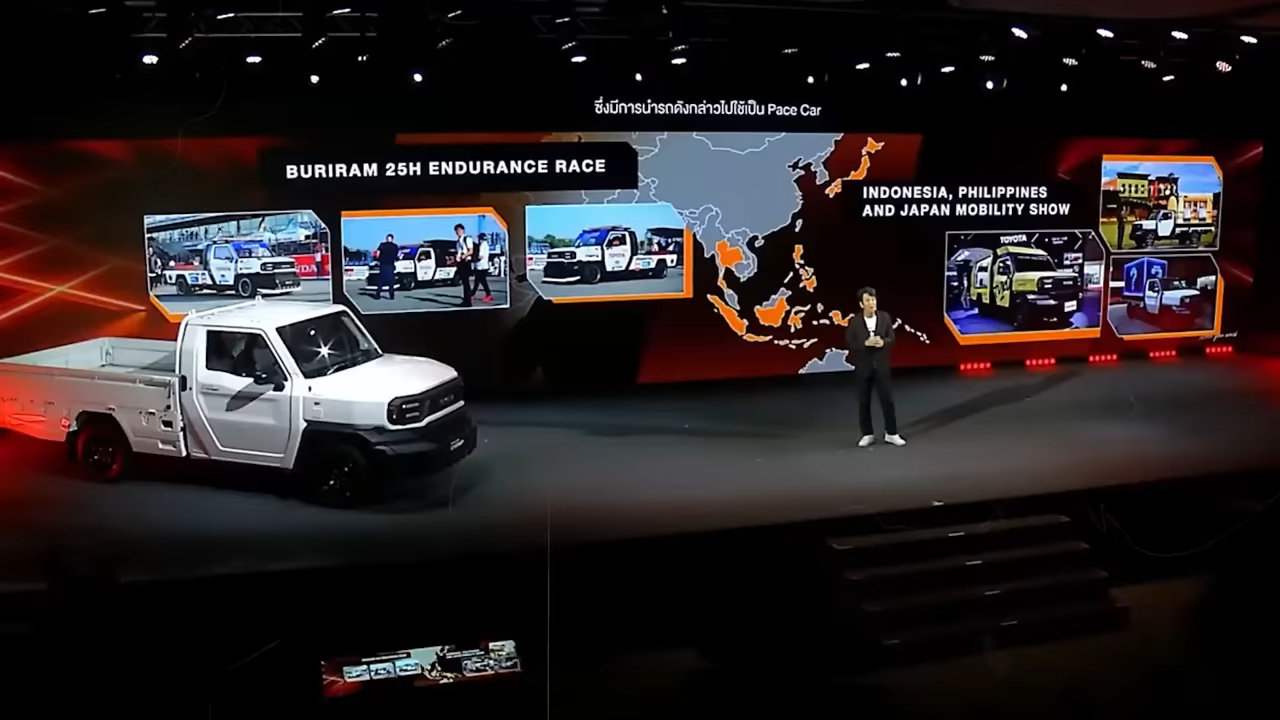 ซึ่งมีการนำรถดังกล่าวไปใช้เป็น Pace Car
BURIRAM 25H ENDURANCE RACE
INDONESIA, PHILIPPINES
AND JAPAN MOBILITY SHOW
TOYOTA